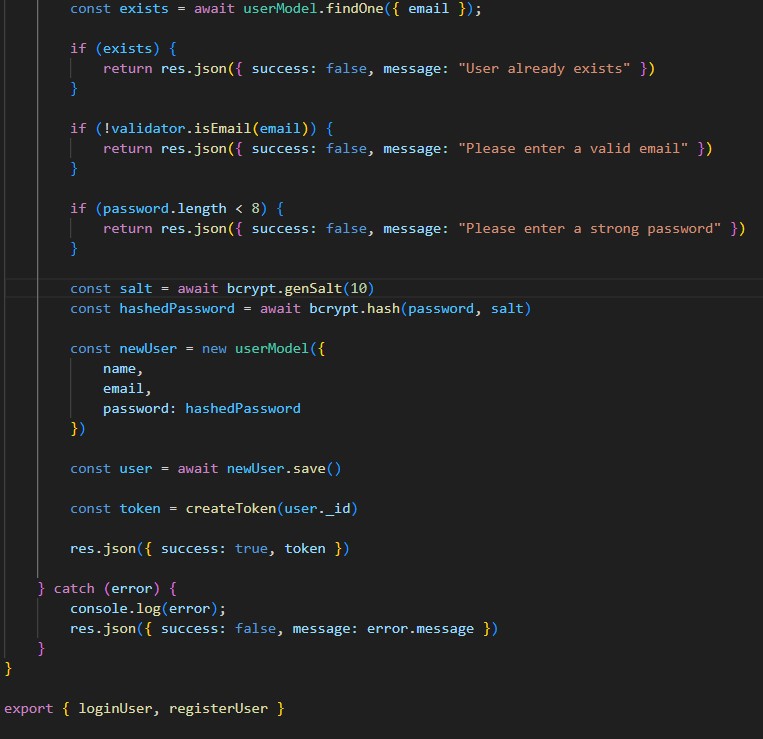 const exists = await userModel.findOne({ email });
if (exists) {
return res.json({ success: false, message: "User already exists" })
}
if (!validator.isEmail(email)) {
return res.json({ success: false, message: "Please enter a valid email" })
}
if (password.length < 8) {
return res.json({ success: false, message: "Please enter a strong password" })
}
const salt = await bcrypt.genSalt(10)
const hashedPassword = await bcrypt.hash(password, salt)
const newUser = new userModel({
name,
email,
password: hashedPassword
})
const user = await newUser.save()
const token = createToken(user._id)
res.json({ success: true, token })
} catch (error) {
console.log(error);
res.json({ success: false, message: error.message })
}
}
export { loginUser, registerUser }